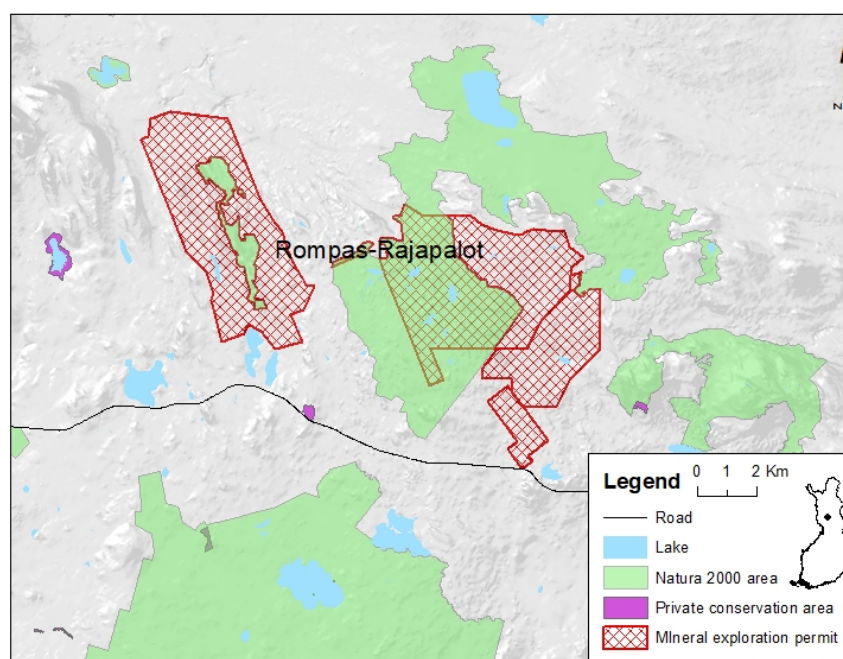 z
Rompas-Rajapalot
Legend
0 1 2 Km
Road
Lake
Natura 2000 area
Private conservation area
MIneral exploration permit